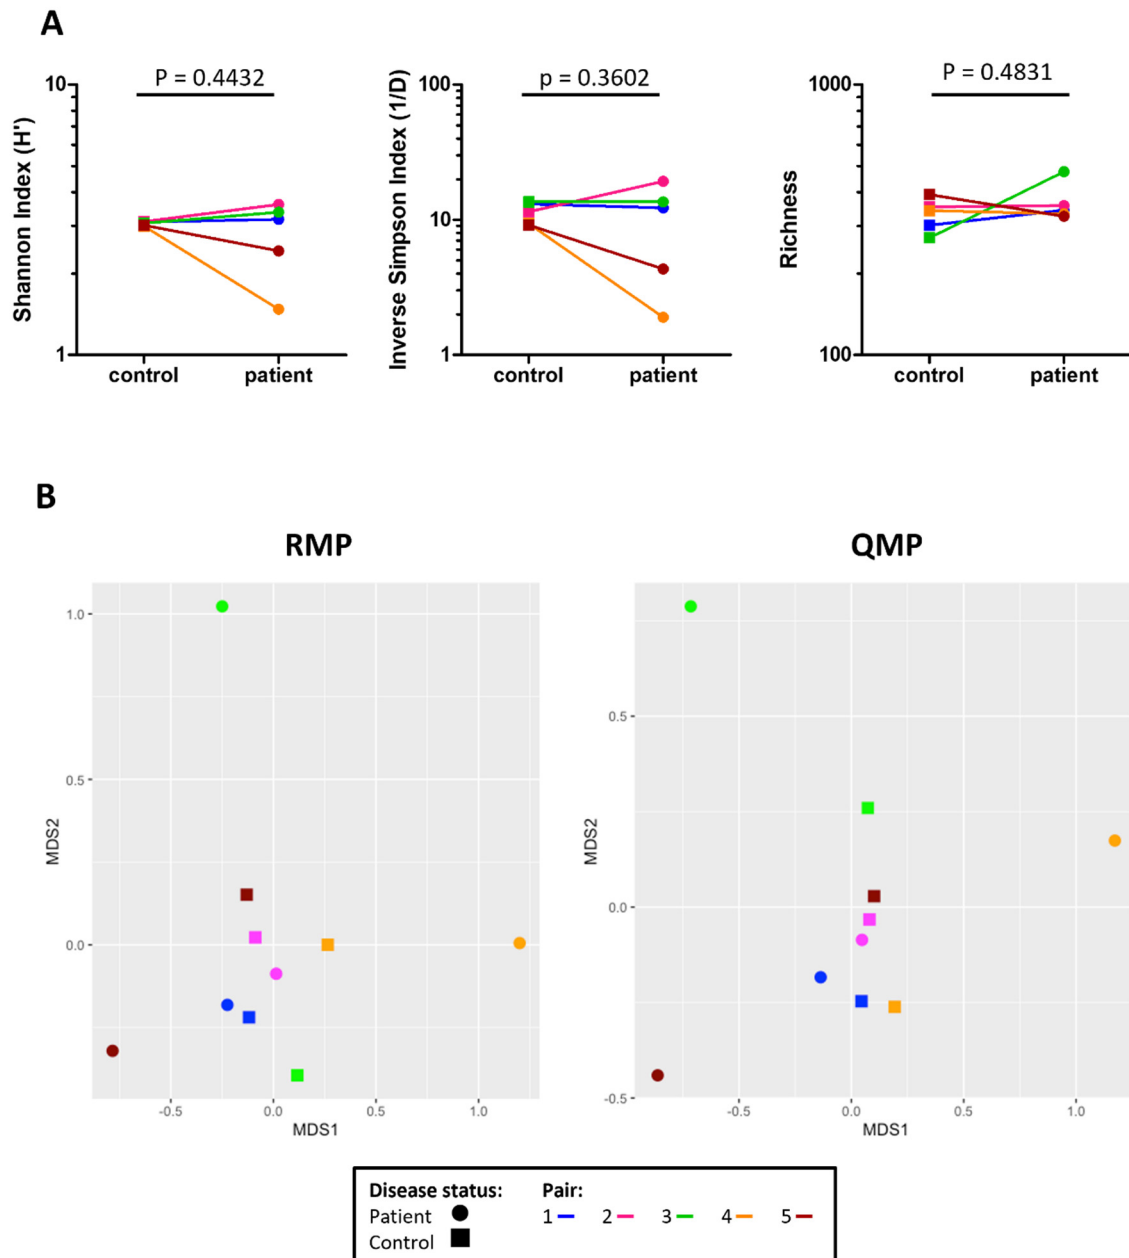 A
P = 0.4432
p = 0.3602
P = 0.4831
Shannon Index (H')
10
1
control
patient
Inverse Simpson Index (1/D)
100
10
1
control
patient
Richness
1000
100
control
patient
B
RMP
QMP
MDS2
1.0
0.5
0.0
-0.5
0.0
0.5
1.0
MDS1
MDS2
0.5
0.0
-0.5
-0.5
0.0
0.5
1.0
MDS1
Disease status:
Pair:
Patient
1
2
3
4
5
Control